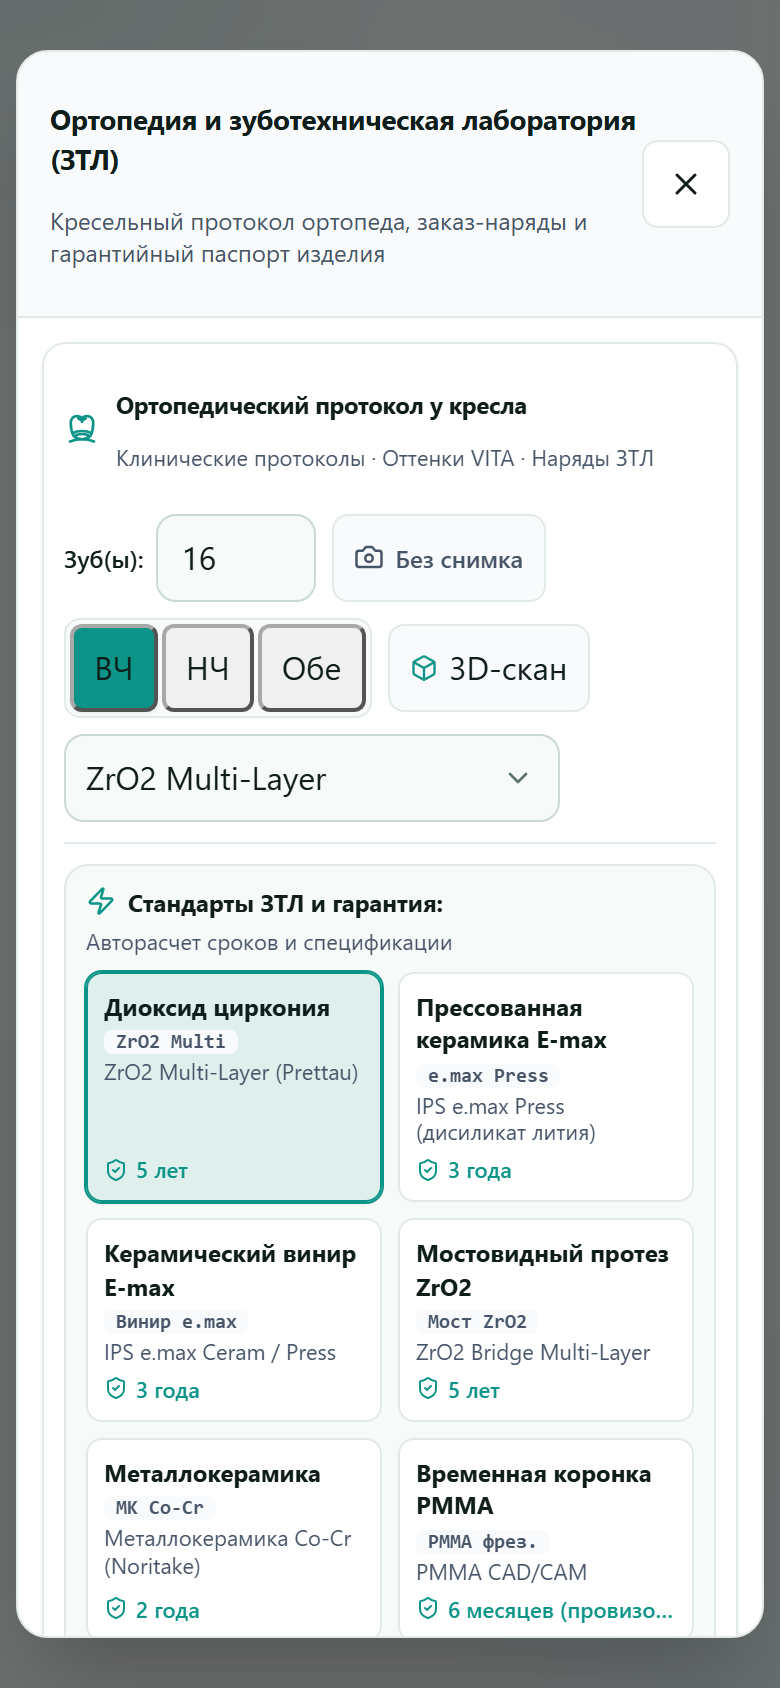 Ортопедия и зуботехническая лаборатория
(ЗТЛ)
Кресельный протокол ортопеда, заказ-наряды и
гарантийный паспорт изделия
Ортопедический протокол у кресла
Клинические протоколы · Оттенки VITA · Наряды ЗТЛ
Зуб(ы):
16
Без снимка
ВЧ
НЧ
Обе
3D-скан
ZrO2 Multi-Layer
Стандарты ЗТЛ и гарантия:
Авторасчет сроков и спецификации
Диоксид циркония
ZrO2 Multi
ZrO2 Multi-Layer (Prettau)
5 лет
Прессованная
керамика E-max
e.max Press
IPS e.max Press
(дисиликат лития)
3 года
Керамический винир
E-max
Винир e.max
IPS e.max Ceram / Press
3 года
Мостовидный протез
ZrO2
Мост ZrO2
ZrO2 Bridge Multi-Layer
5 лет
Металлокерамика
МК Co-Cr
Металлокерамика Co-Cr
(Noritake)
2 года
Временная коронка
PMMA
PMMA фрез.
PMMA CAD/CAM
6 месяцев (провизо...